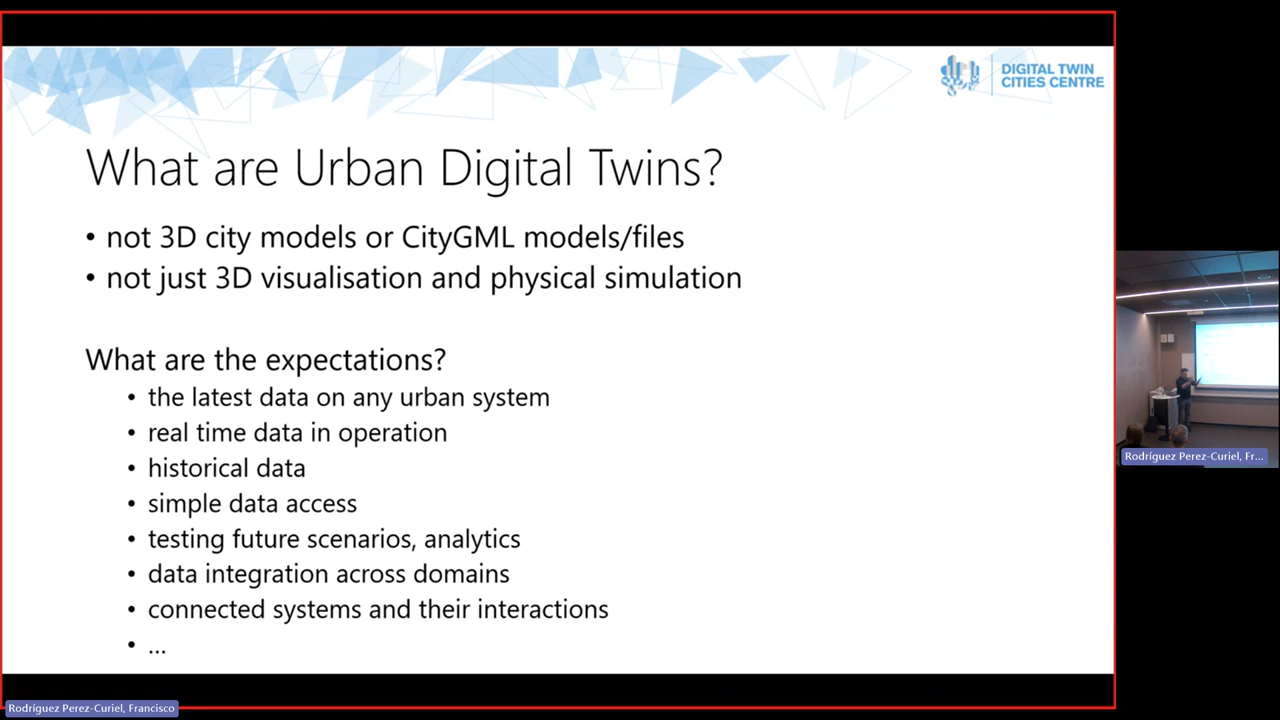 DIGITAL TWIN
CITIES CENTRE
What are Urban Digital Twins?
• not 3D city models or CityGML models/files
• not just 3D visualisation and physical simulation
What are the expectations?
• the latest data on any urban system
• real time data in operation
• historical data
• simple data access
• testing future scenarios, analytics
• data integration across domains
• connected systems and their interactions
• ...
Rodríguez Perez-Curiel, Fr...
Rodríguez Perez-Curiel, Francisco